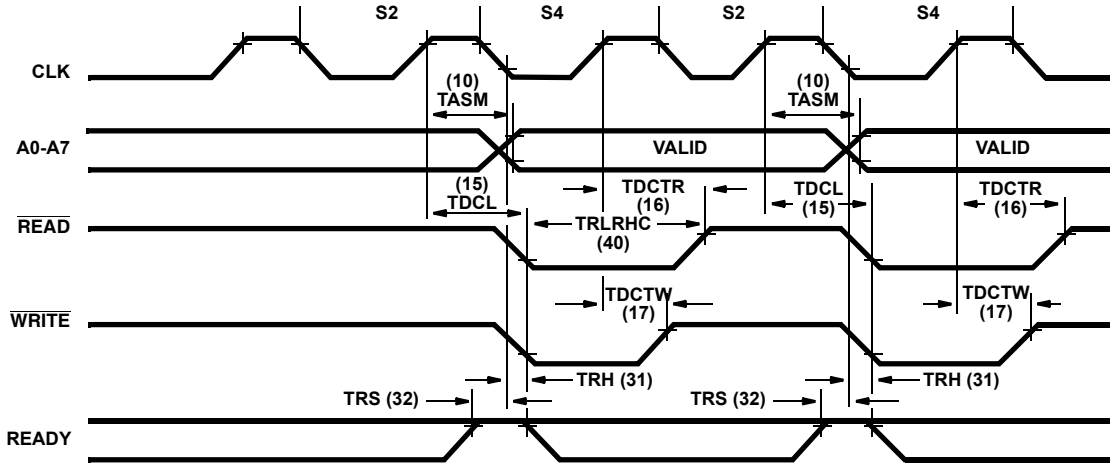 S2 S4 S2 S4
CLK
(10) (10)
TASM TASM
A0-A7 VALID VALID
(15) TDCTR TDCL TDCTR
TDCL (16) (15) (16)
READ TRLRHC
(40)
TDCTW TDCTW
WRITE (17) (17)
TRH (31) TRH (31)
TRS (32) TRS (32)
READY